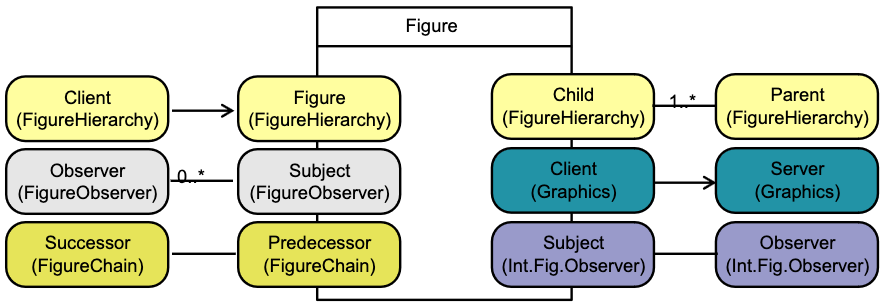 Figure
Client
(FigureHierarchy)
Figure
(FigureHierarchy)
Child
(FigureHierarchy)
1..*
Parent
(FigureHierarchy)
Observer
(FigureObserver)
0..*
Subject
(FigureObserver)
Client
(Graphics)
Server
(Graphics)
Successor
(FigureChain)
Predecessor
(FigureChain)
Subject
(Int.Fig.Observer)
Observer
(Int.Fig.Observer)